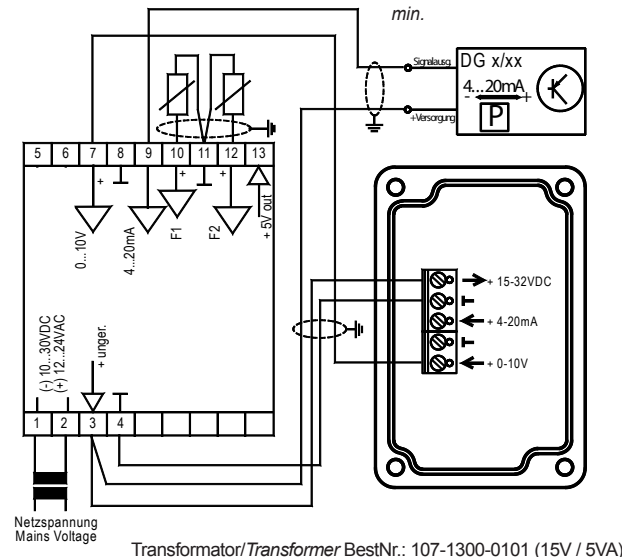 min.
Signalausg.
DG x/xx
4...20mA
- +
P
+Versorgung
5 6 7 8 9 10 11 12 13
+ + +
0...10V
4...20mA
F1
F2
+ 5V out
+ 15-32VDC
+ 4-20mA
+ 0-10V
(-) 10...30VDC
(+) 12...24VAC
+ unger.
1 2 3 4
Netzspannung
Mains Voltage
Transformator/Transformer BestNr.: 107-1300-0101 (15V / 5VA)